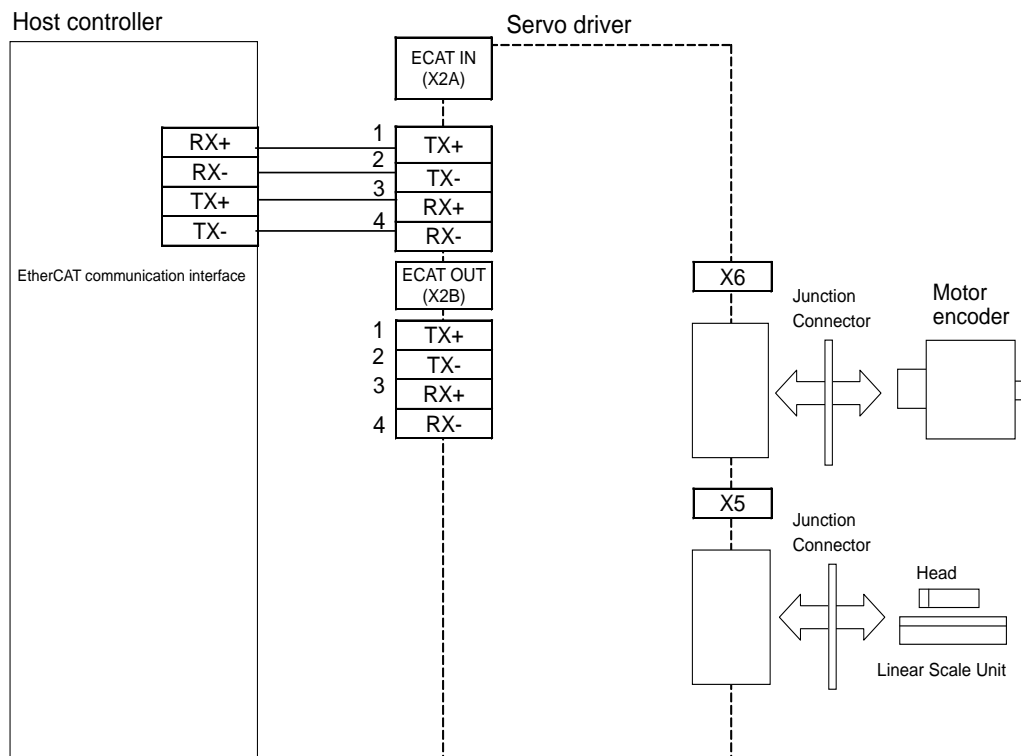 Host controller
Servo driver
ECAT IN
(X2A)
RX+
RX-
TX+
TX-
1
2
3
4
TX+
TX-
RX+
RX-
EtherCAT communication interface
ECAT OUT
(X2B)
1
2
3
4
TX+
TX-
RX+
RX-
X6
Junction
Connector
Motor
encoder
X5
Junction
Connector
Head
Linear Scale Unit